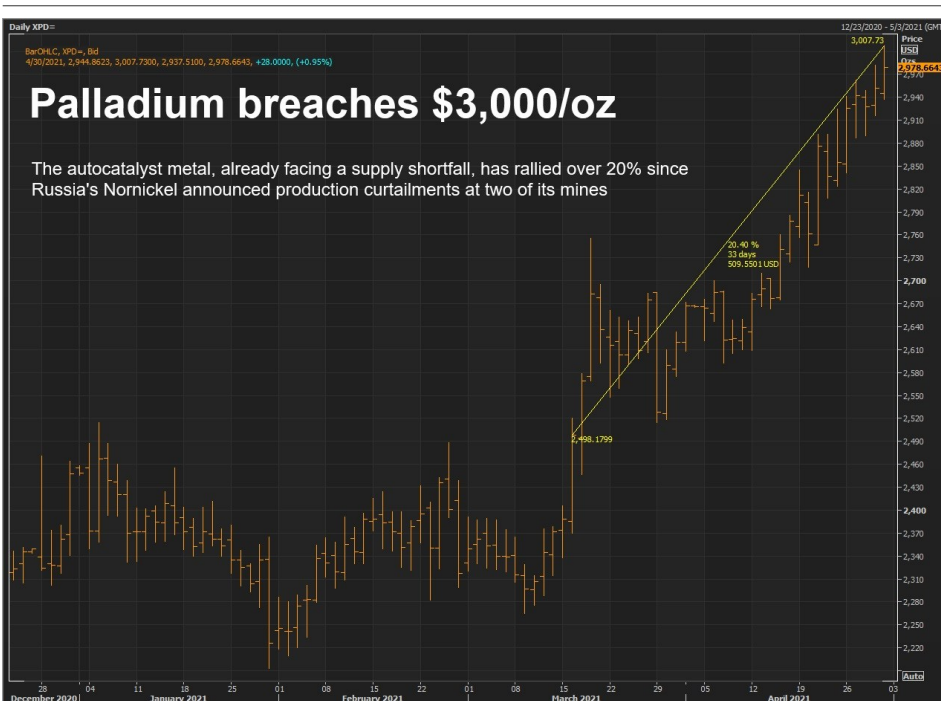 Daily XPD=
12/23/2020 - 5/3/2021 (GMT
BarOHLC, XPD=, Bid
4/30/2021, 2,944.8623, 3,007.7300, 2,937.5100, 2,978.6643, +28.0000, (+0.95%)
Palladium breaches $3,000/oz
The autocatalyst metal, already facing a supply shortfall, has rallied over 20% since
Russia's Nornickel announced production curtailments at two of its mines
3,007.73
Price
USD
Ozs
2,978.6643
2,970
2,940
2,910
2,880
2,850
2,820
2,790
2,760
2,730
2,700
2,670
2,640
2,610
2,580
2,550
2,520
2,490
2,460
2,430
2,400
2,370
2,340
2,310
2,280
2,250
2,220
Auto
20.40 %
33 days
509.5501 USD
2,498.1799
28 04 11 18 25 01 08 15 22 01 08 15 22 29 05 12 19 26 03
December 2020 January 2021 February 2021 March 2021 April 2021